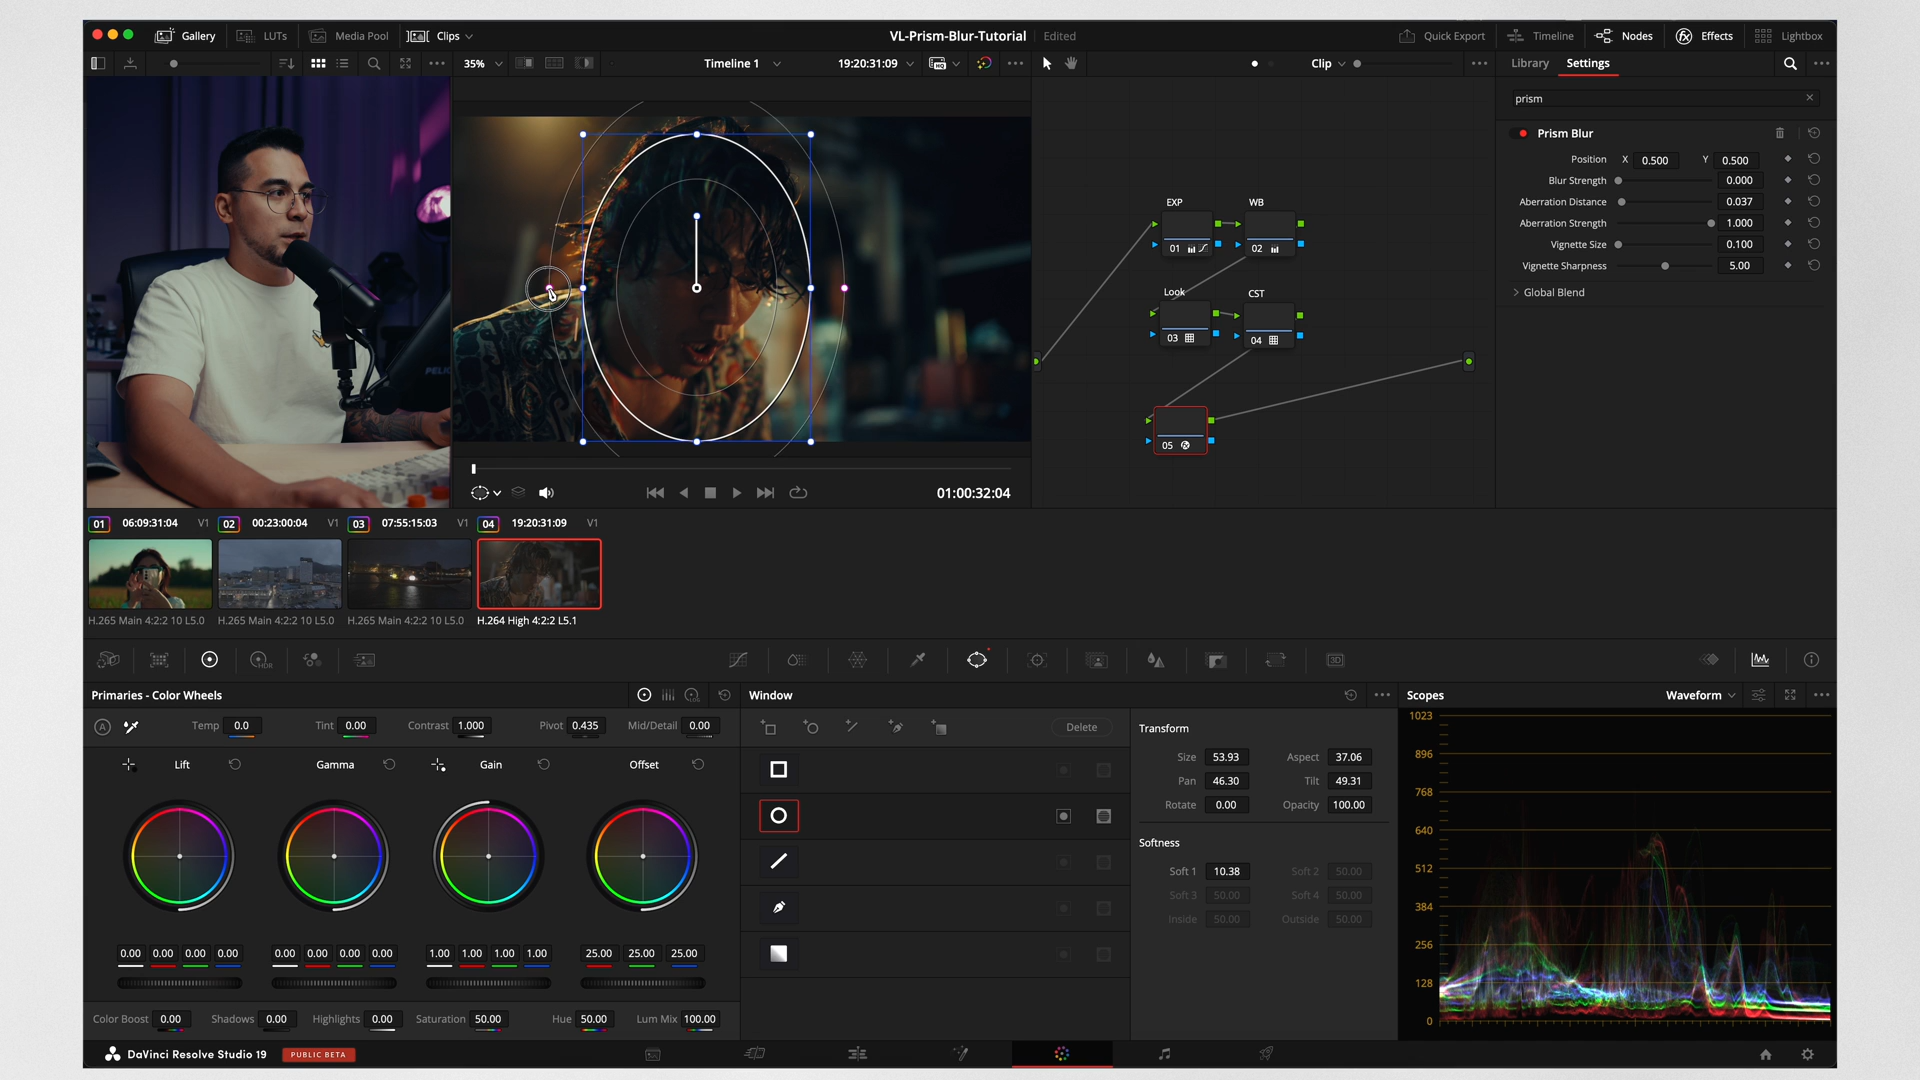 Gallery LUTs Media Pool Clips VL-Prism-Blur-Tutorial Edited Quick Export Timeline Nodes Effects Lightbox
35% Timeline 1 19:20:31:09 Clip Library Settings
prism
Prism Blur
Position X 0.500 Y 0.500
Blur Strength 0.000
Aberration Distance 0.037
Aberration Strength 1.000
Vignette Size 0.100
Vignette Sharpness 5.00
Global Blend
EXP WB
01 02
Look CST
03 04
05
PELIC
01:00:32:04
01 06:09:31:04 V1 02 00:23:00:04 V1 03 07:55:15:03 V1 04 19:20:31:09 V1
H.265 Main 4:2:2 10 L5.0 H.265 Main 4:2:2 10 L5.0 H.265 Main 4:2:2 10 L5.0 H.264 High 4:2:2 L5.1
HDR 3D
Primaries - Color Wheels Window Scopes Waveform
A Temp 0.0 Tint 0.00 Contrast 1.000 Pivot 0.435 Mid/Detail 0.00 Delete
Lift Gamma Gain Offset
0.00 0.00 0.00 0.00 0.00 0.00 0.00 0.00 1.00 1.00 1.00 1.00 25.00 25.00 25.00
Color Boost 0.00 Shadows 0.00 Highlights 0.00 Saturation 50.00 Hue 50.00 Lum Mix 100.00
Transform
Size 53.93 Aspect 37.06
Pan 46.30 Tilt 49.31
Rotate 0.00 Opacity 100.00
Softness
Soft 1 10.38 Soft 2 50.00
Soft 3 50.00 Soft 4 50.00
Inside 50.00 Outside 50.00
1023
896
768
640
512
384
256
128
0
DaVinci Resolve Studio 19 PUBLIC BETA